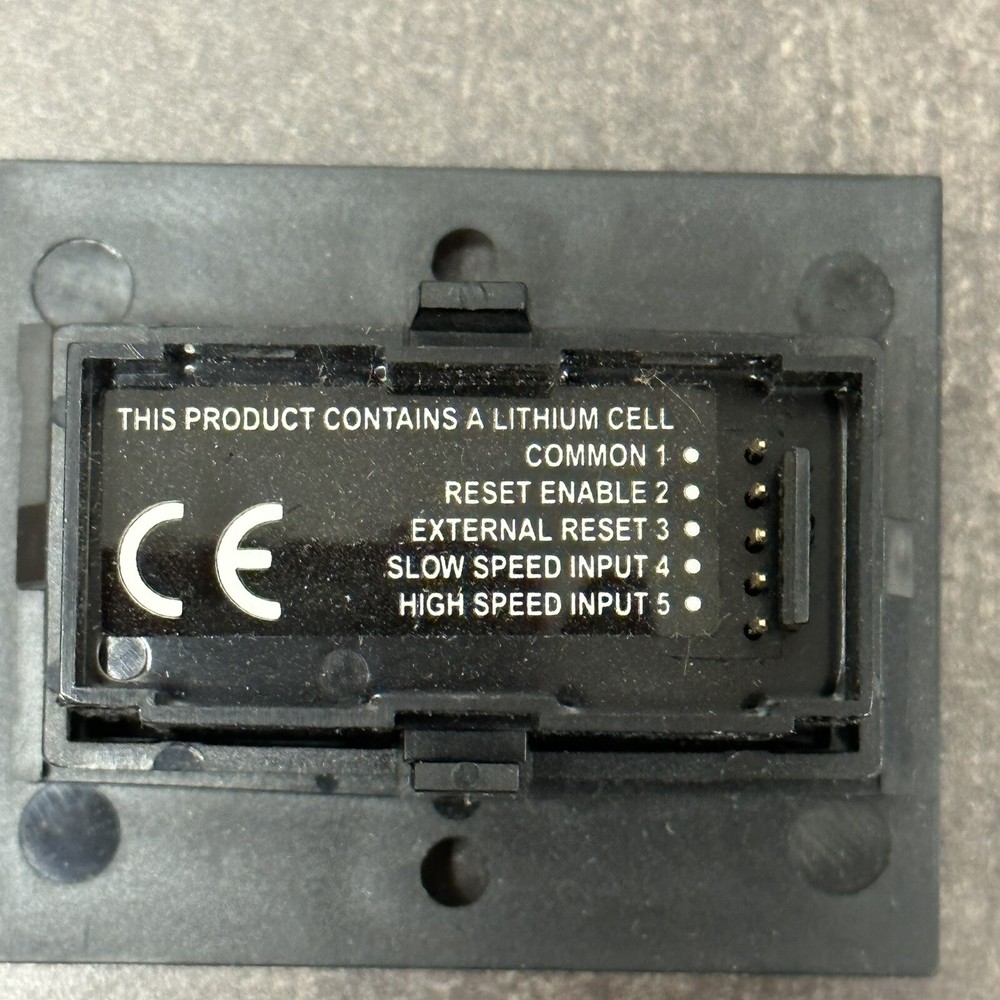 THIS PRODUCT CONTAINS A LITHIUM CELL
COMMON 1
RESET ENABLE 2
EXTERNAL RESET 3
SLOW SPEED INPUT 4
HIGH SPEED INPUT 5
CE